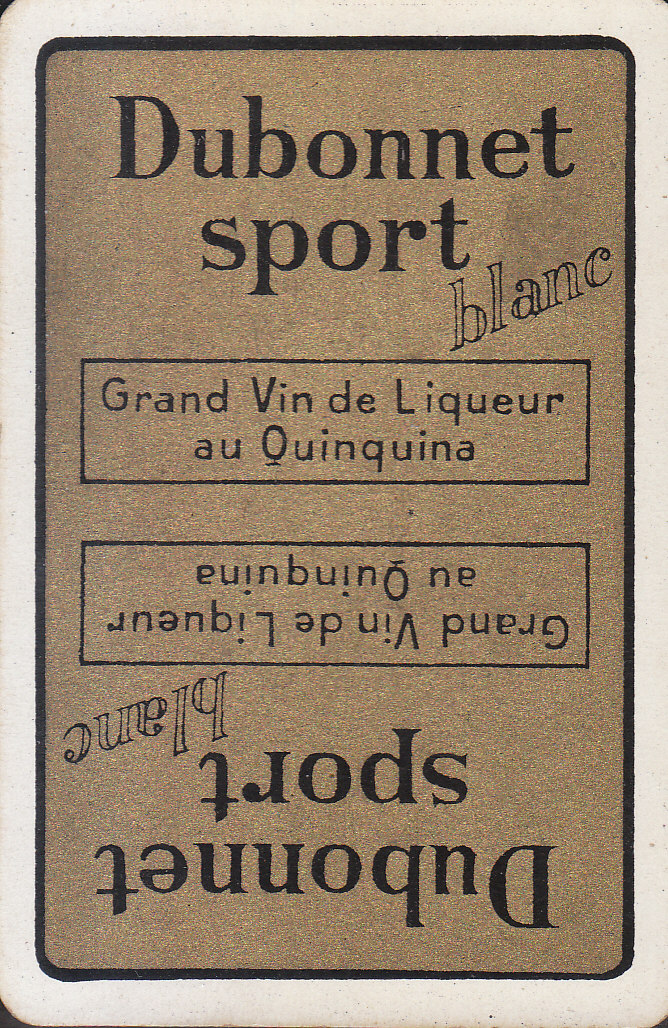 Dubonnet
sport
blanc
Grand Vin de Liqueur
au Quinquina
Grand Vin de Liqueur
au Quinquina
blanc
sport
Dubonnet